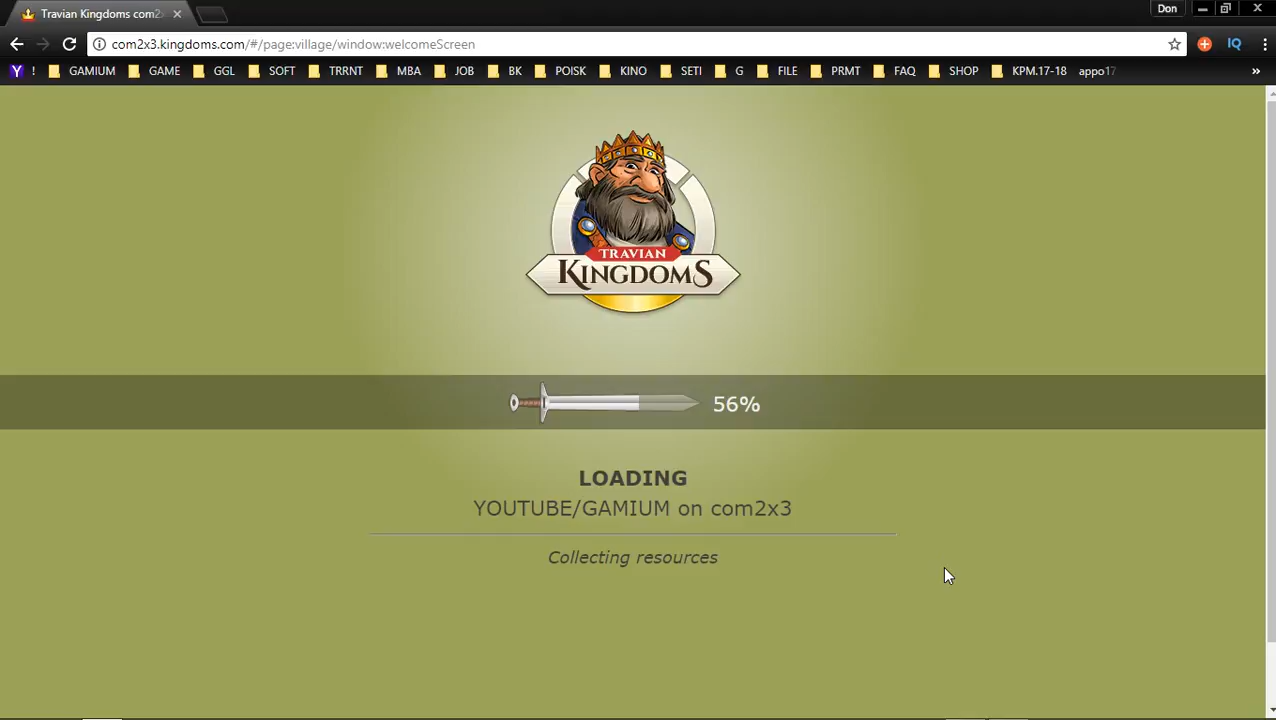 Travian Kingdoms com2x
Don
com2x3.kingdoms.com/#/page:village/window:welcomeScreen
IQ
Y ! GAMIUM GAME GGL SOFT TRRNT MBA JOB BK POISK KINO SETI G FILE PRMT FAQ SHOP KPM.17-18 appo17 »
TRAVIAN
KINGDOMS
56%
LOADING
YOUTUBE/GAMIUM on com2x3
Collecting resources